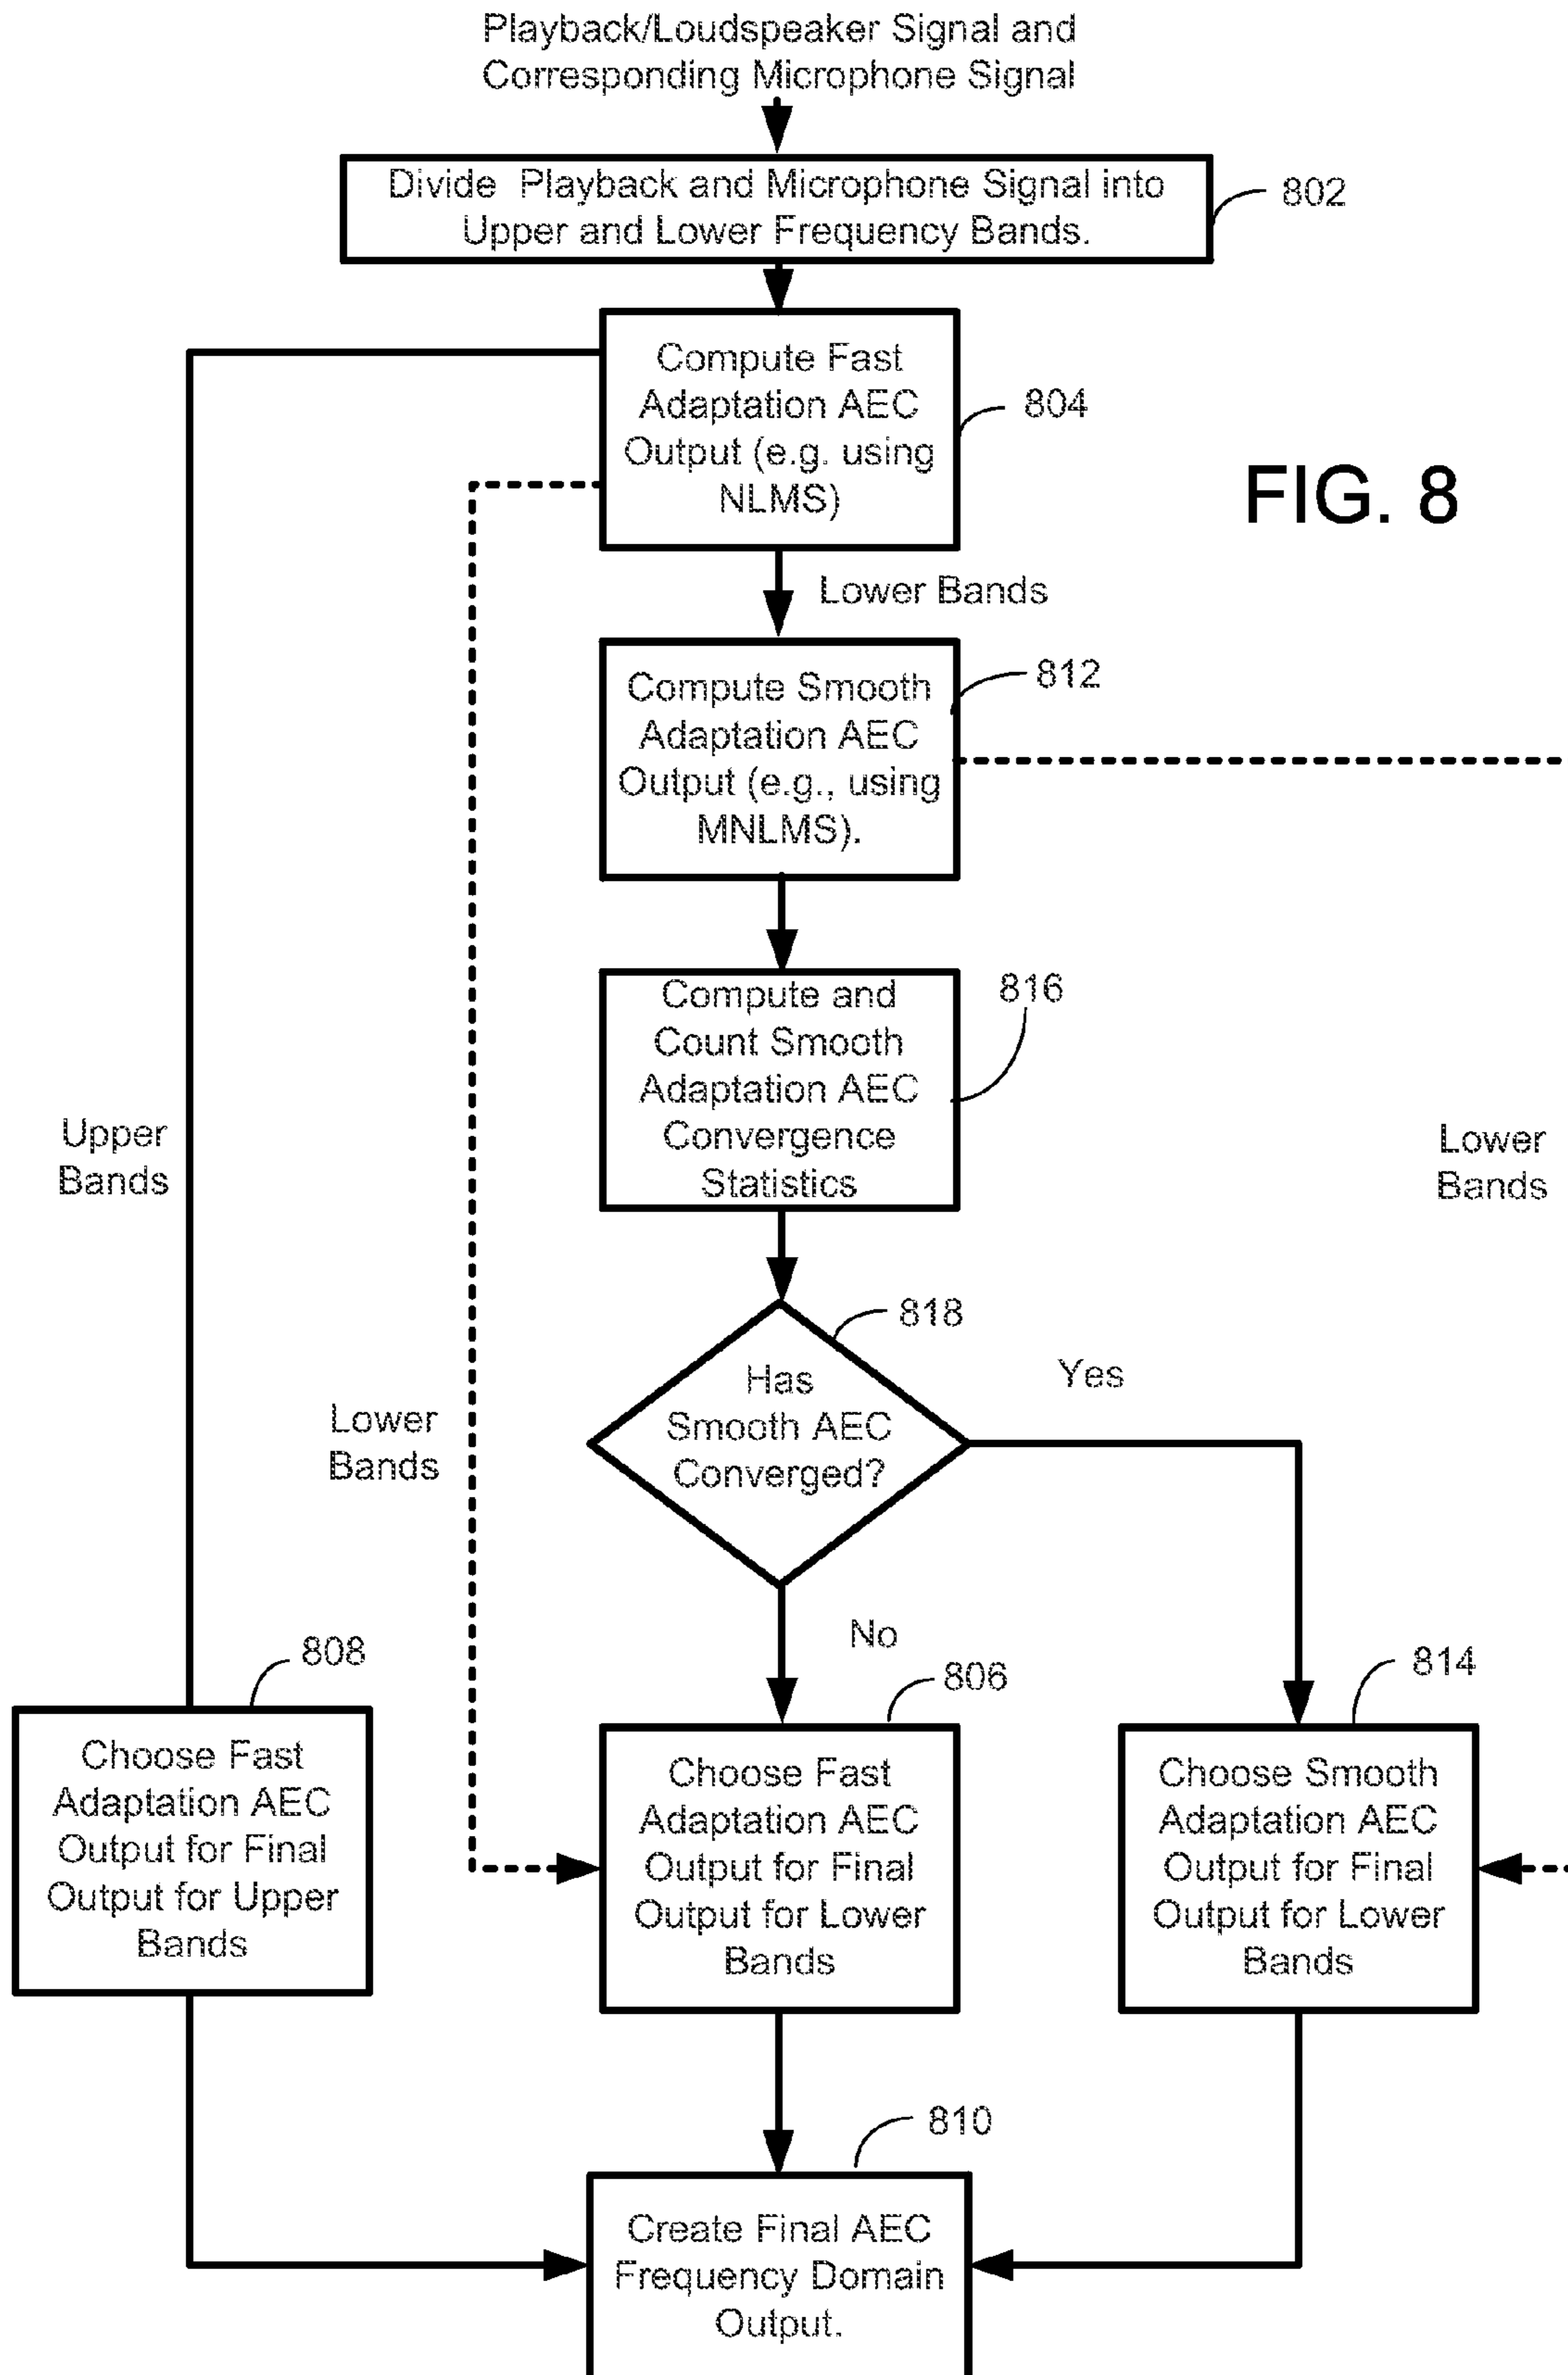 Playback/Loudspeaker Signal and
Corresponding Microphone Signal
Divide Playback and Microphone Signal into
Upper and Lower Frequency Bands.
802
Compute Fast
Adaptation AEC
Output (e.g. using
NLMS)
804
FIG. 8
Lower Bands
Compute Smooth
Adaptation AEC
Output (e.g., using
MNLMS).
812
Compute and
Count Smooth
Adaptation AEC
Convergence
Statistics
816
Upper
Bands
Lower
Bands
818
Has
Smooth AEC
Converged?
Yes
Lower
Bands
No
808
806
814
Choose Fast
Adaptation AEC
Output for Final
Output for Upper
Bands
Choose Fast
Adaptation AEC
Output for Final
Output for Lower
Bands
Choose Smooth
Adaptation AEC
Output for Final
Output for Lower
Bands
810
Create Final AEC
Frequency Domain
Output.